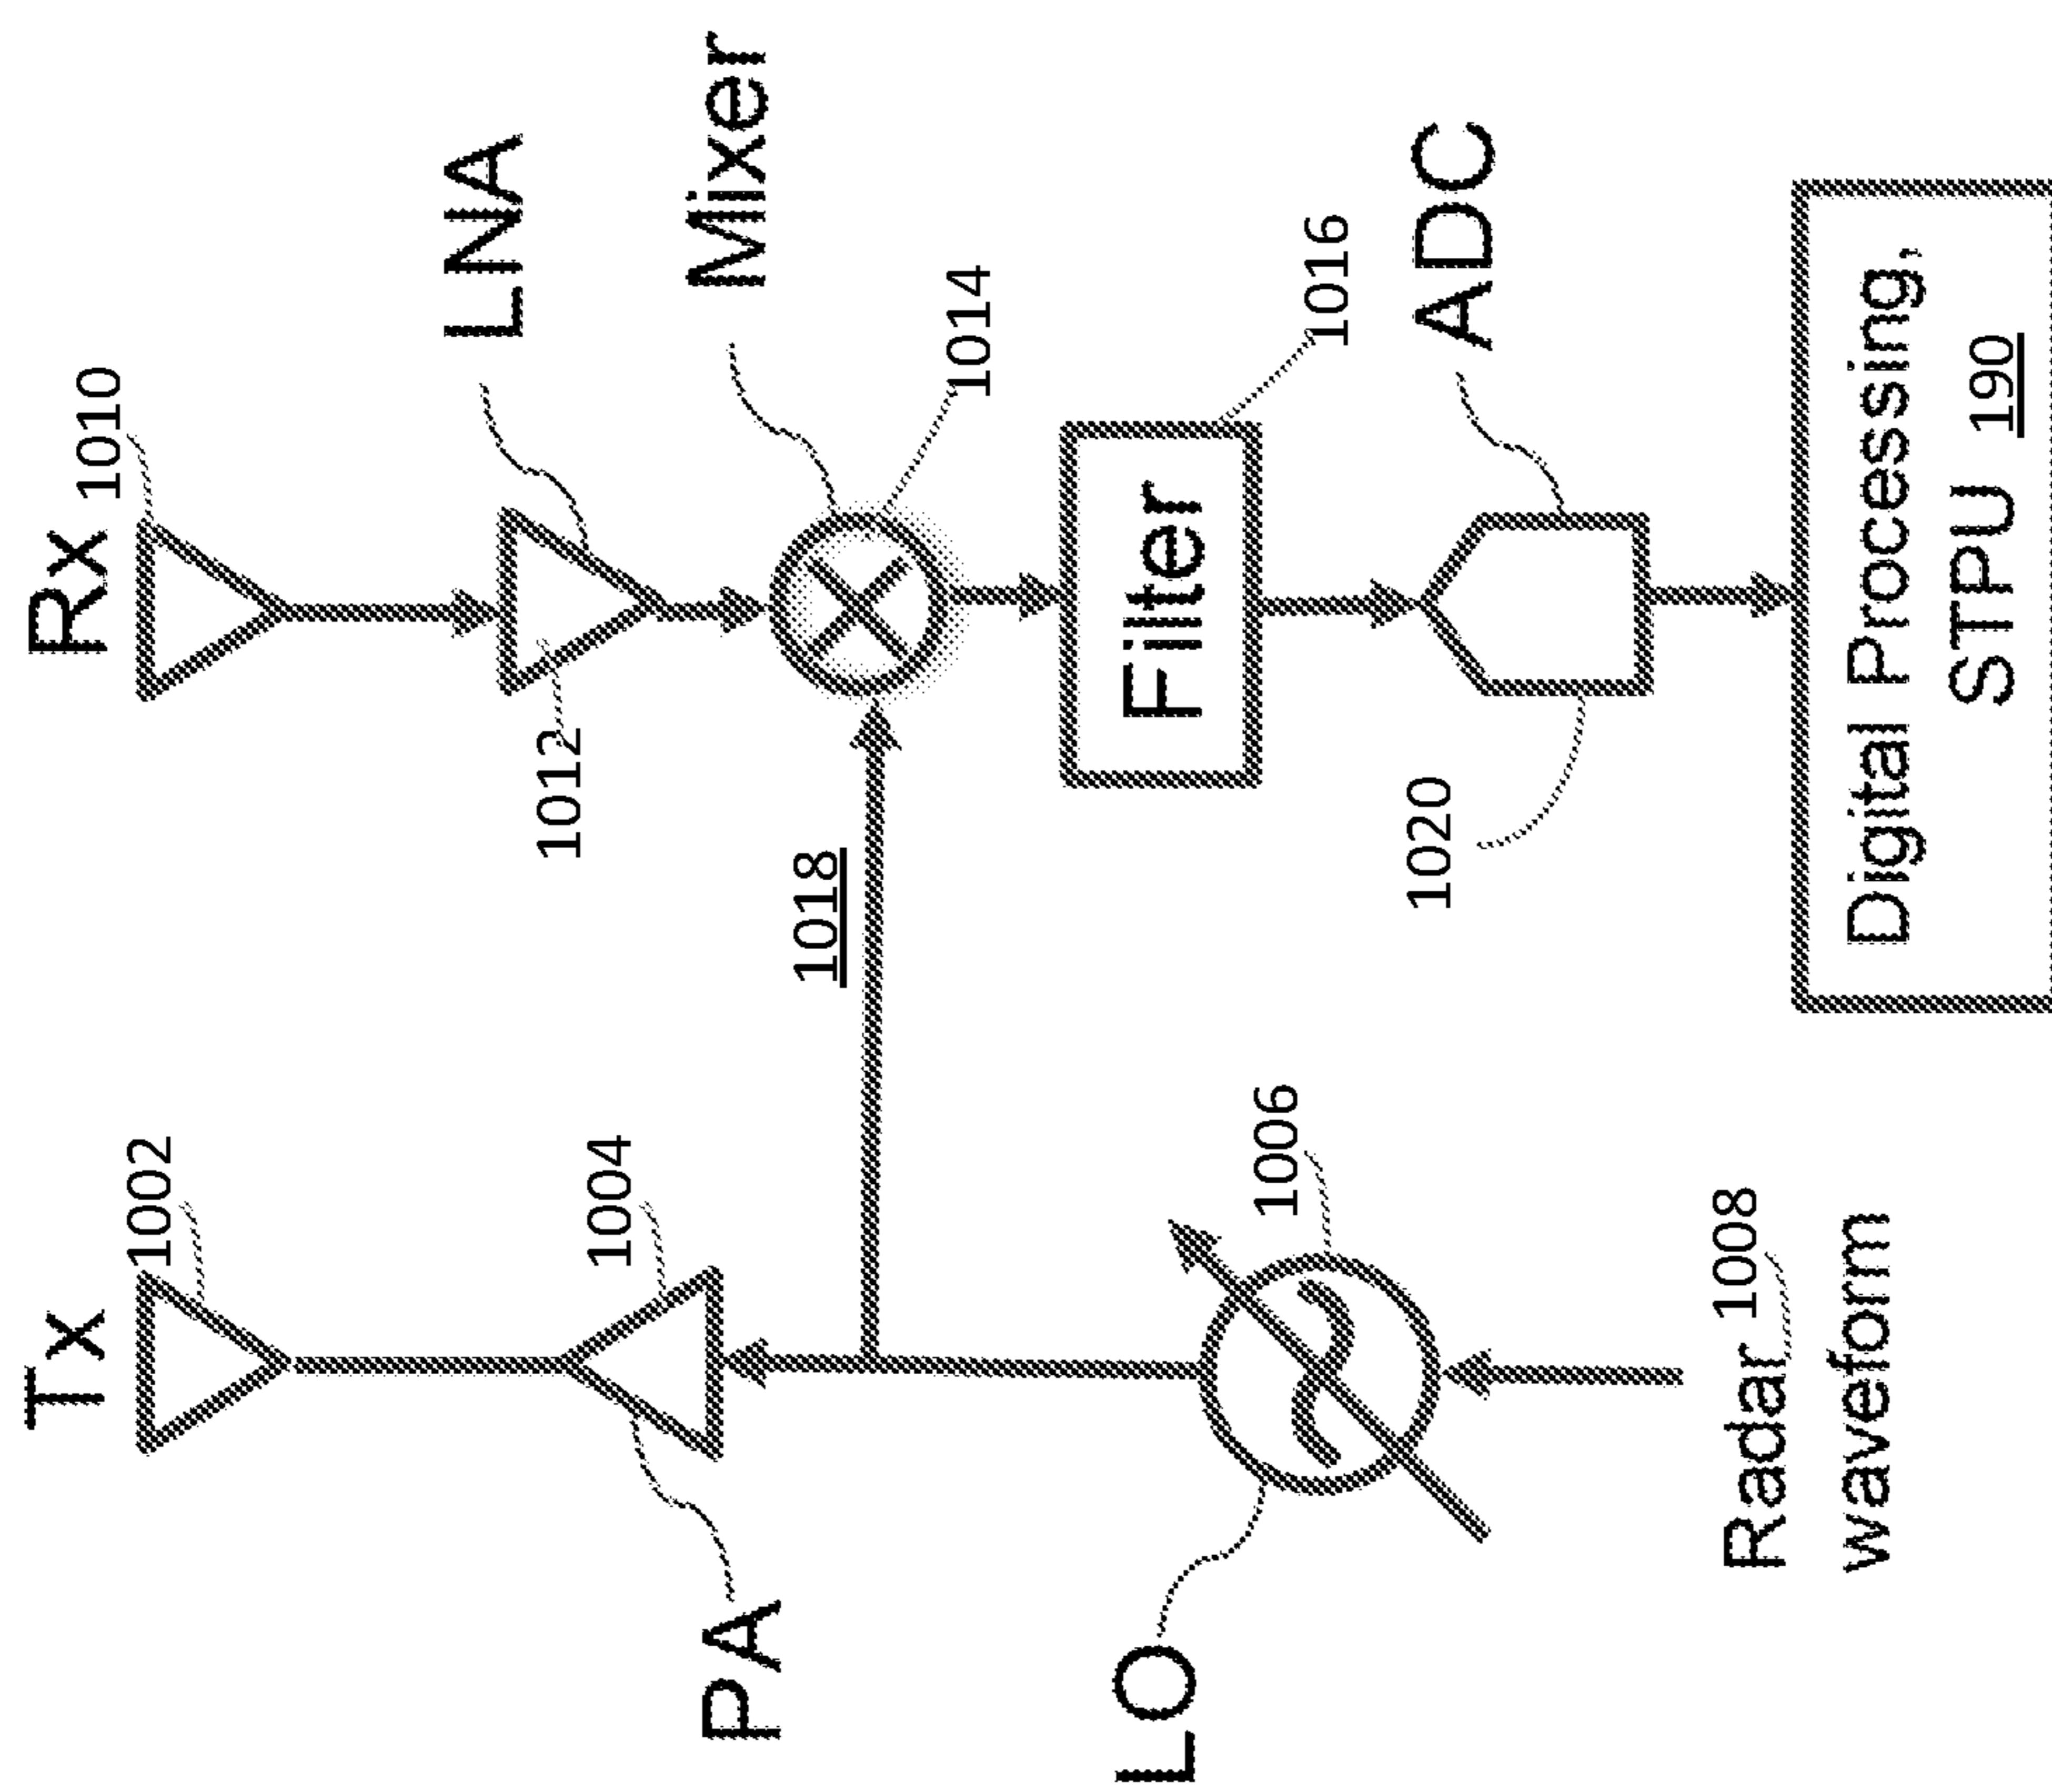 Tx
1002
PA
1004
LO
1006
Radar 1008
waveform
Rx 1010
LNA
1012
Mixer
1014
1018
Filter
1016
ADC
1020
Digital Processing,
STPU 190